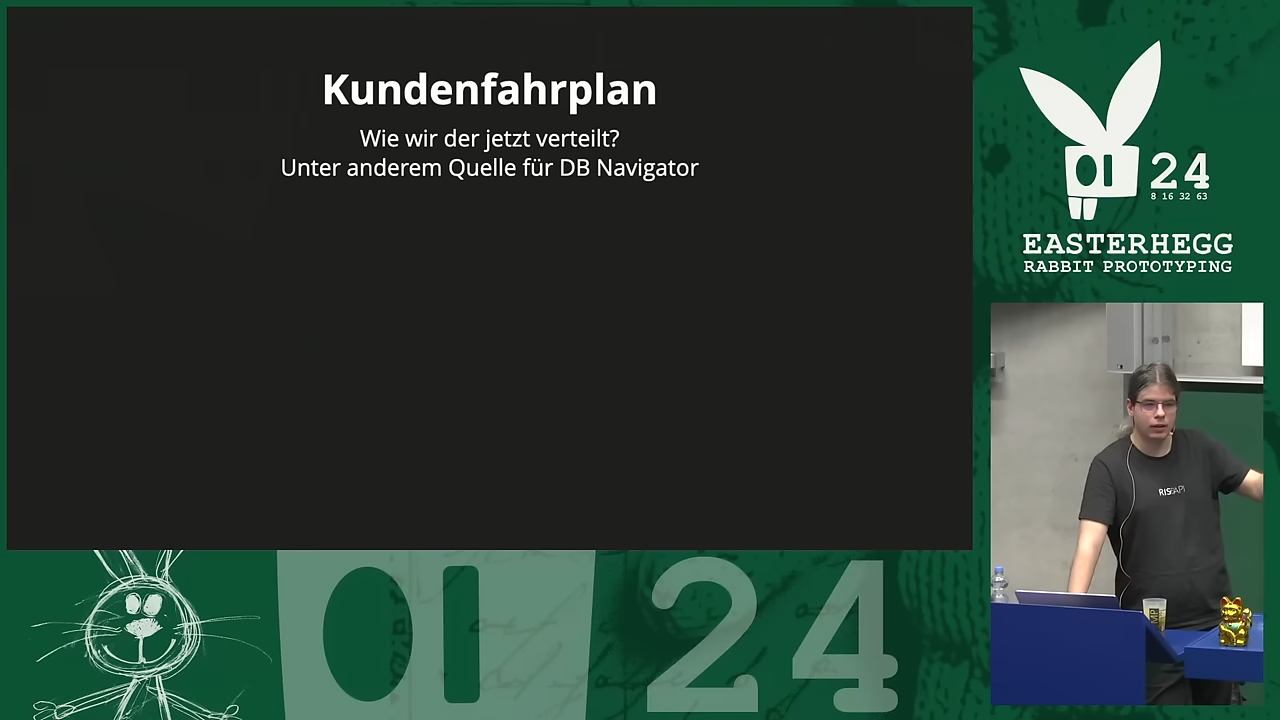 Kundenfahrplan
Wie wir der jetzt verteilt?
Unter anderem Quelle für DB Navigator
24
8 16 32 63
EASTERHEGG
RABBIT PROTOTYPING
24